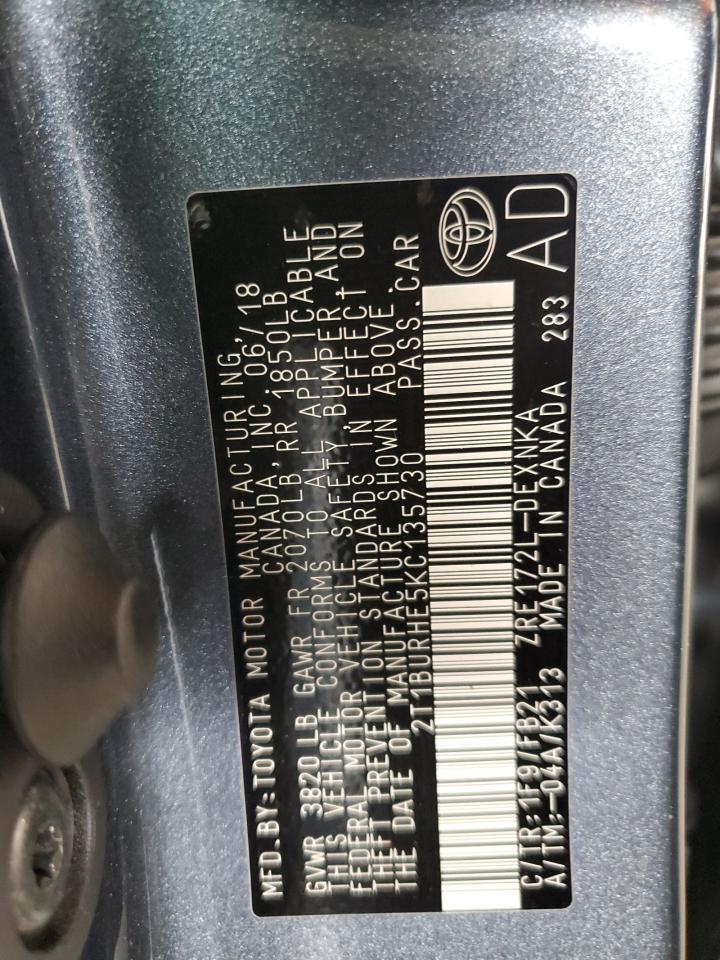 MFD.BY:TOYOTA MOTOR MANUFACTURING,
CANADA,INC. 06/18
GVWR 3820LB GAWR FR 2070LB,RR 1850LB
THIS VEHICLE CONFORMS TO ALL APPLICABLE
FEDERAL MOTOR VEHICLE SAFETY,BUMPER,AND
THEFT PREVENTION STANDARDS IN EFFECT ON
THE DATE OF MANUFACTURE SHOWN ABOVE.
2T1BURHE5KC135730 PASS.CAR
C/TR:1F9/FB21 ZRE172L-DEXNKA
A/TM:-04A/K313 MADE IN CANADA 283
AD